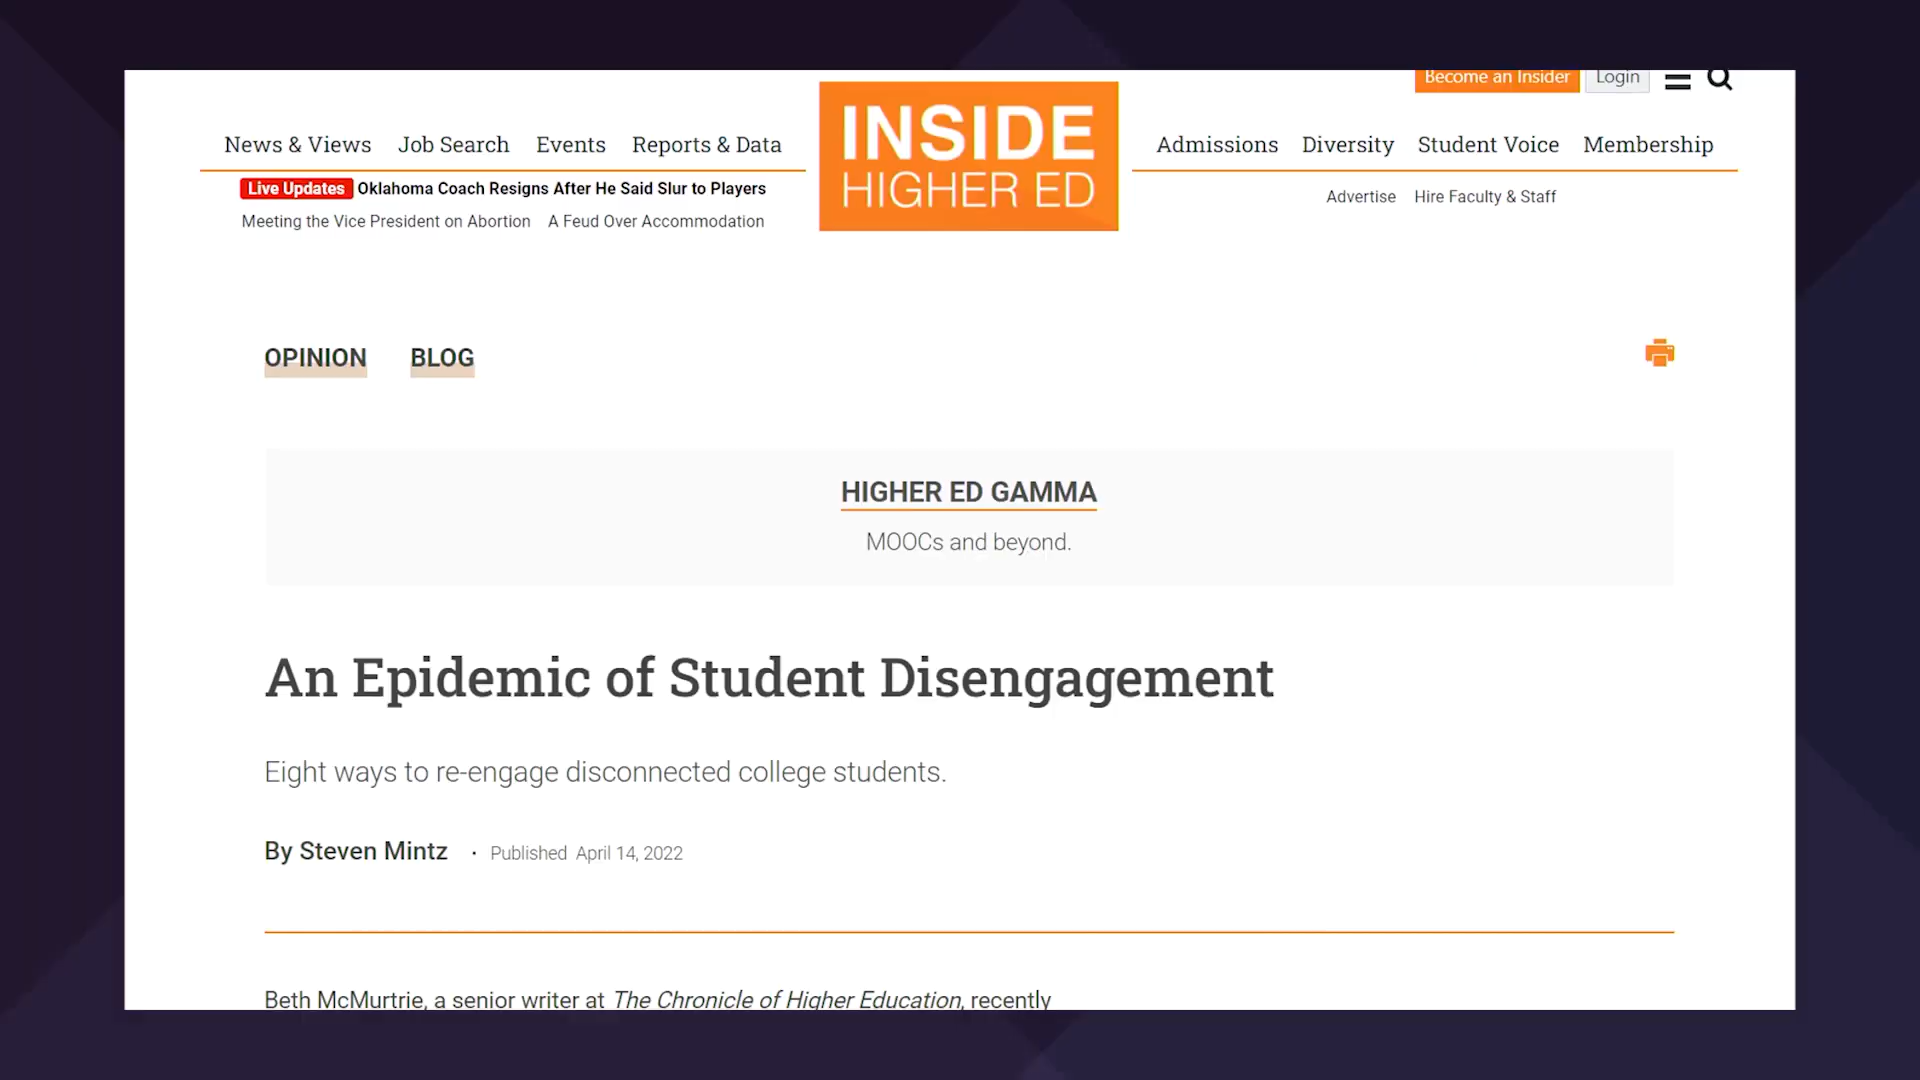 Become an Insider Login
News & Views Job Search Events Reports & Data
INSIDE
HIGHER ED
Admissions Diversity Student Voice Membership
Live Updates Oklahoma Coach Resigns After He Said Slur to Players
Advertise Hire Faculty & Staff
Meeting the Vice President on Abortion A Feud Over Accommodation
OPINION BLOG
HIGHER ED GAMMA
MOOCs and beyond.
An Epidemic of Student Disengagement
Eight ways to re-engage disconnected college students.
By Steven Mintz · Published April 14, 2022
Beth McMurtrie, a senior writer at The Chronicle of Higher Education, recently